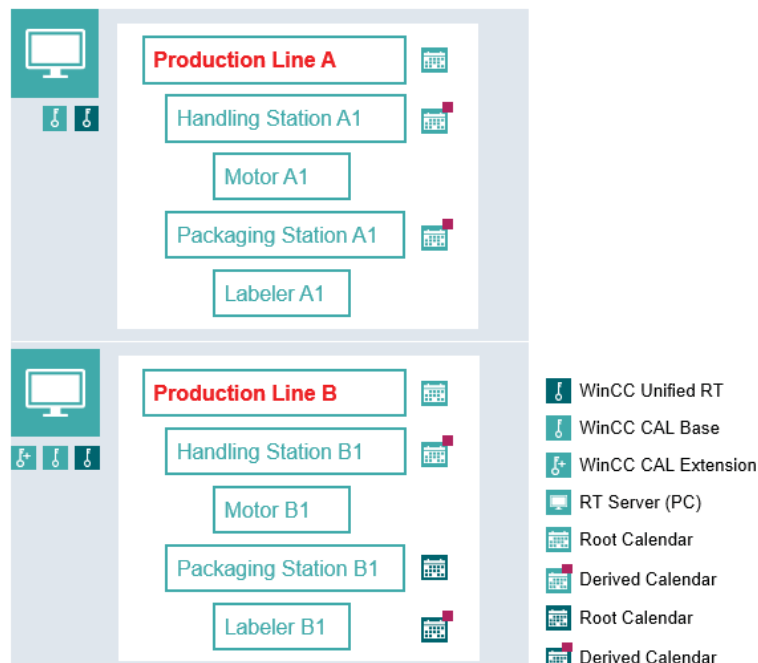 Production Line A
Handling Station A1
Motor A1
Packaging Station A1
Labeler A1
Production Line B
Handling Station B1
Motor B1
Packaging Station B1
Labeler B1
WinCC Unified RT
WinCC CAL Base
WinCC CAL Extension
RT Server (PC)
Root Calendar
Derived Calendar
Root Calendar
Derived Calendar